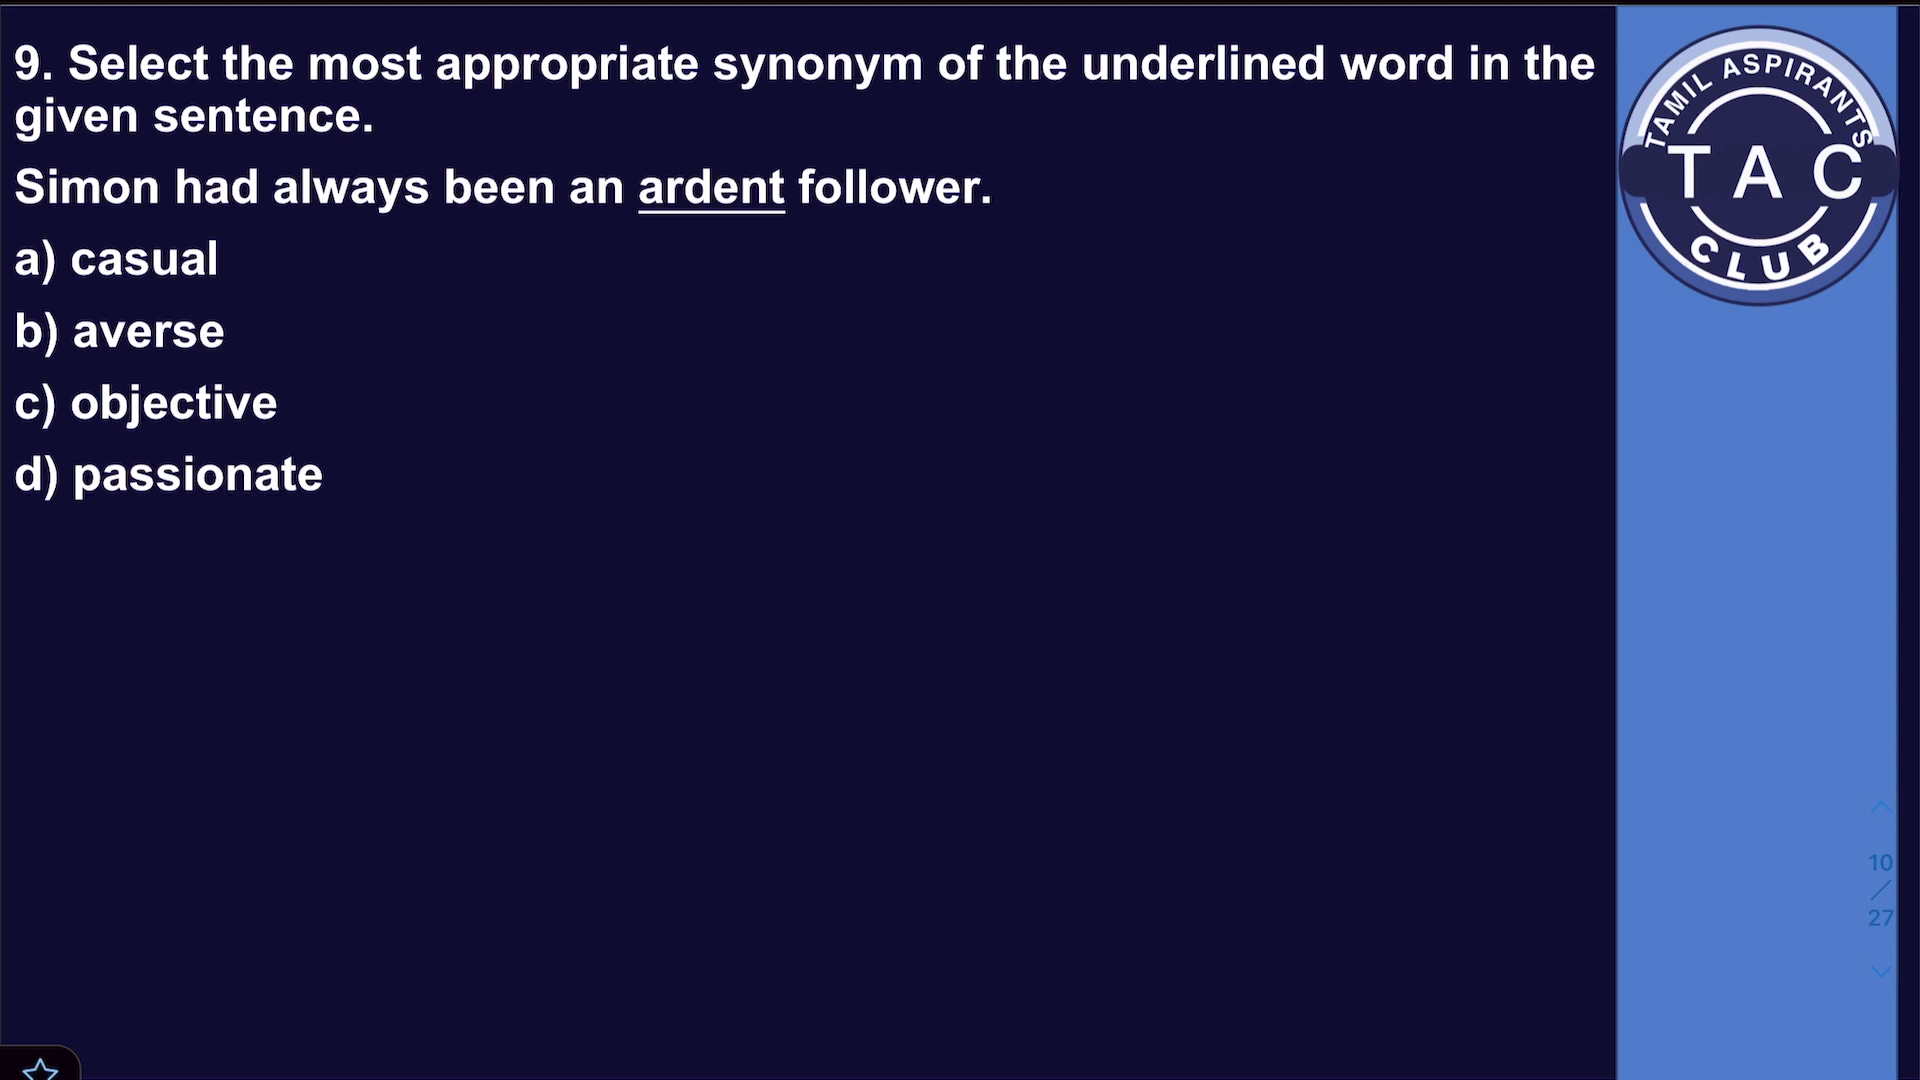 9. Select the most appropriate synonym of the underlined word in the
given sentence.
Simon had always been an ardent follower.
a) casual
b) averse
c) objective
d) passionate
TAMIL ASPIRANTS
TAC
CLUB
10
/
27